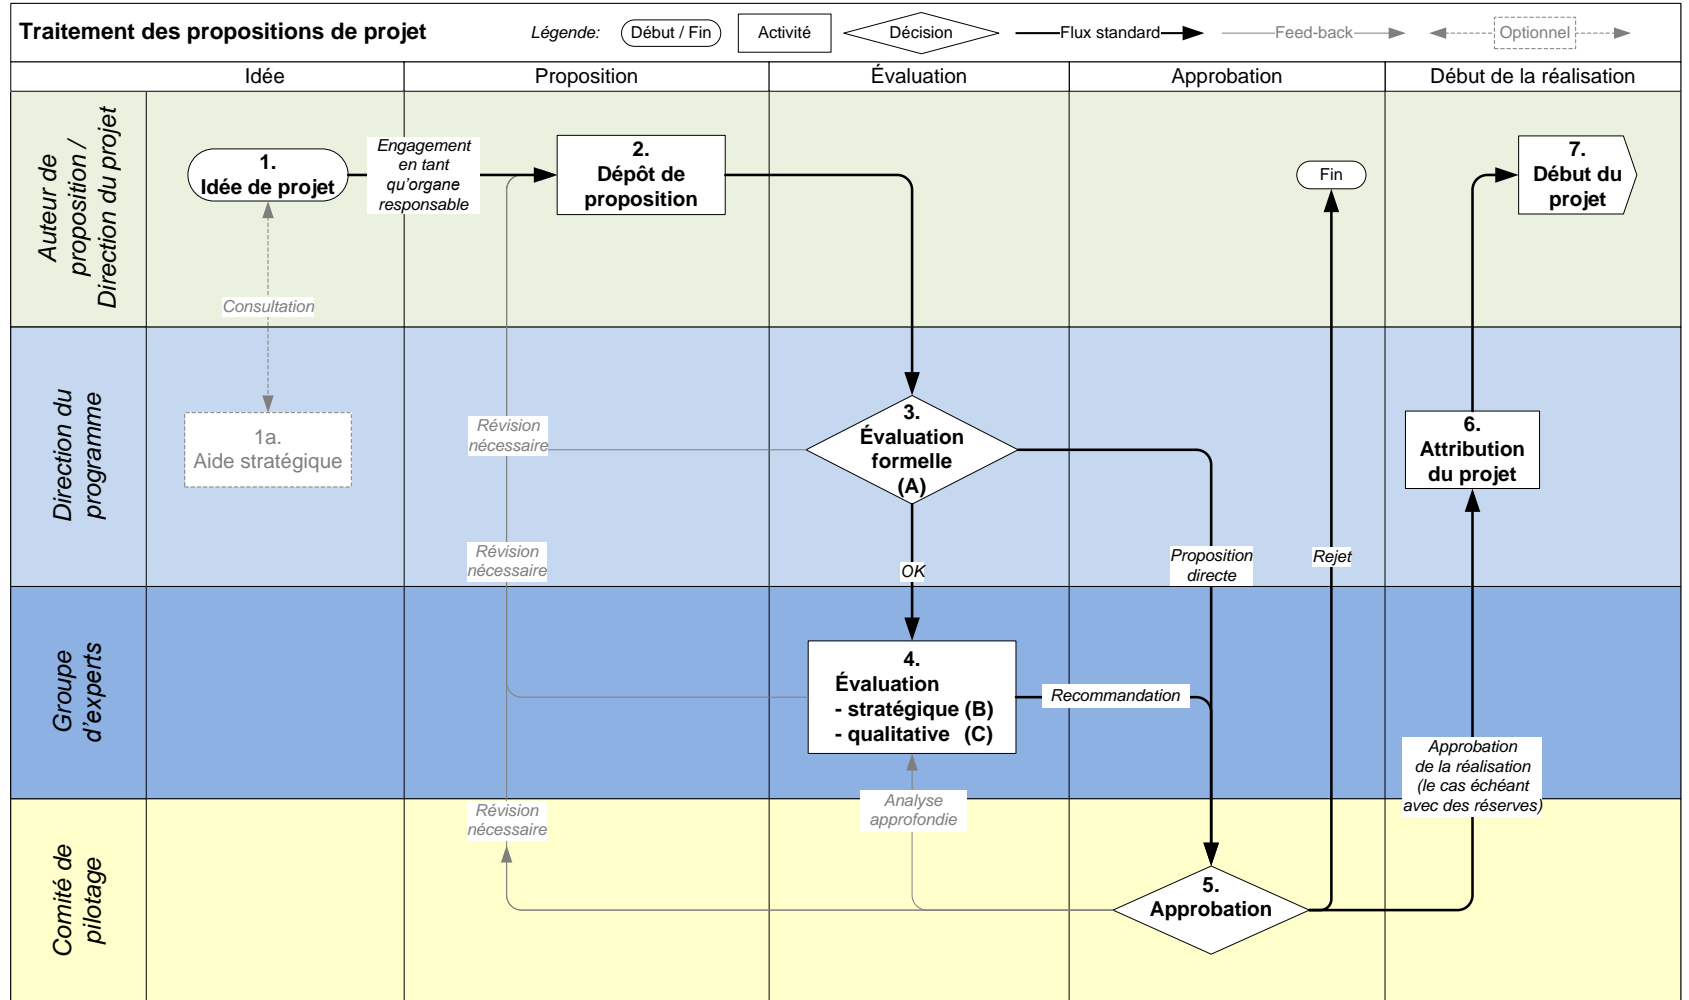 Traitement des propositions de projet
Légende:
Début / Fin
Activité
Décision
Flux standard
Feed-back
Optionnel
Idée
Proposition
Évaluation
Approbation
Début de la réalisation
Auteur de
proposition /
Direction du projet
1.
Idée de projet
Engagement
en tant
qu'organe
responsable
2.
Dépôt de
proposition
Fin
7.
Début du
projet
Consultation
Direction du
programme
1a.
Aide stratégique
Révision
nécessaire
3.
Évaluation
formelle
(A)
6.
Attribution
du projet
Révision
nécessaire
OK
Proposition
directe
Rejet
Groupe
d'experts
4.
Évaluation
- stratégique (B)
- qualitative (C)
Recommandation
Approbation
de la réalisation
(le cas échéant
avec des réserves)
Comité de
pilotage
Révision
nécessaire
Analyse
approfondie
5.
Approbation